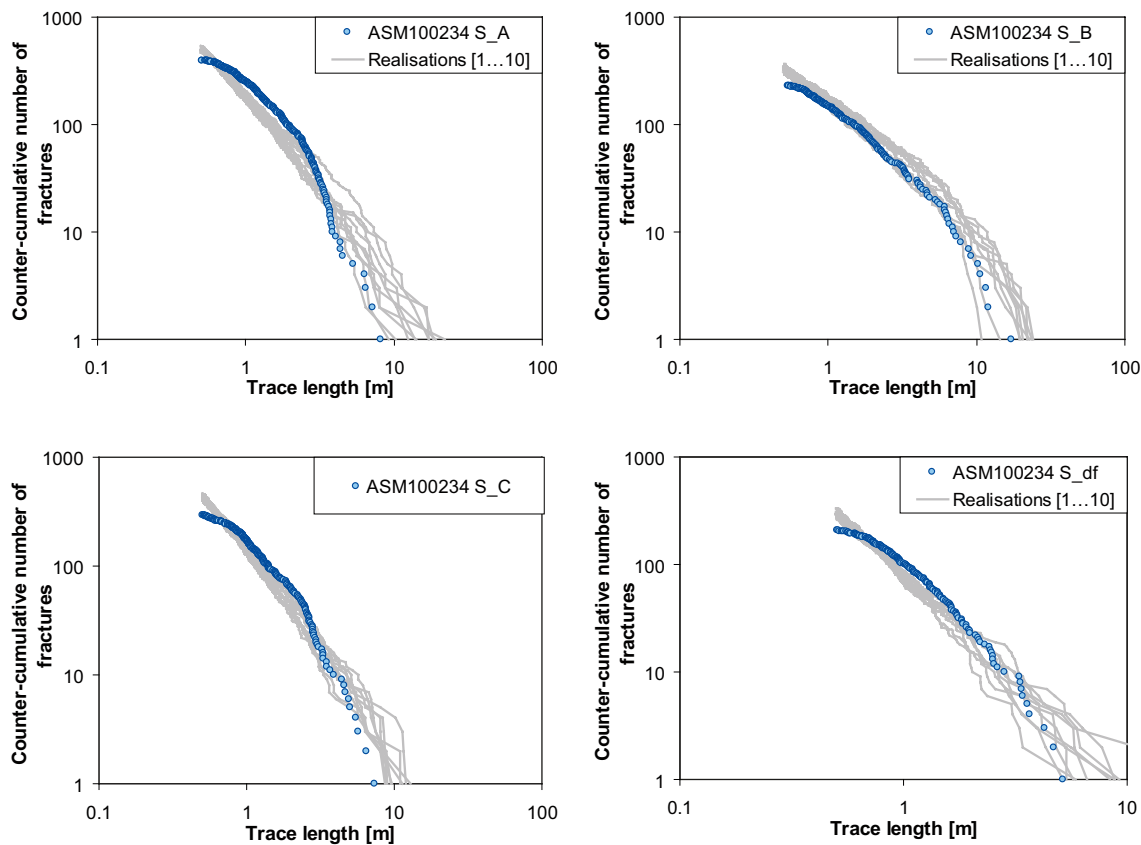 Counter-cumulative number of
fractures
1000
100
10
1
ASM100234 S_A
Realisations [1…10]
0.1
1
10
100
Trace length [m]
Counter-cumulative number of
fractures
1000
100
10
1
ASM100234 S_B
Realisations [1…10]
0.1
1
10
100
Trace length [m]
Counter-cumulative number of
fractures
1000
100
10
1
ASM100234 S_C
0.1
1
10
100
Trace length [m]
Counter-cumulative number of
fractures
1000
100
10
1
ASM100234 S_df
Realisations [1…10]
0.1
1
10
Trace length [m]